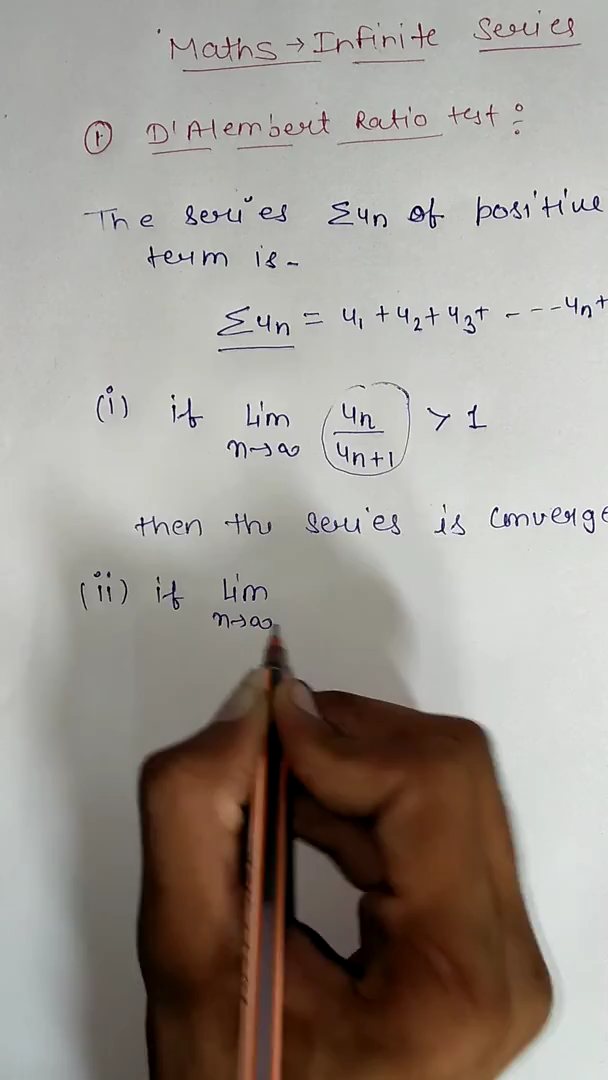 Maths → Infinite Series
① D'Alembert Ratio test :
The series Σun of positive
term is -
Σun = u1 + u2 + u3 + - - - un +
(i) if Lim n→∞ un/un+1 > 1
then the series is converge
(ii) if Lim n→∞